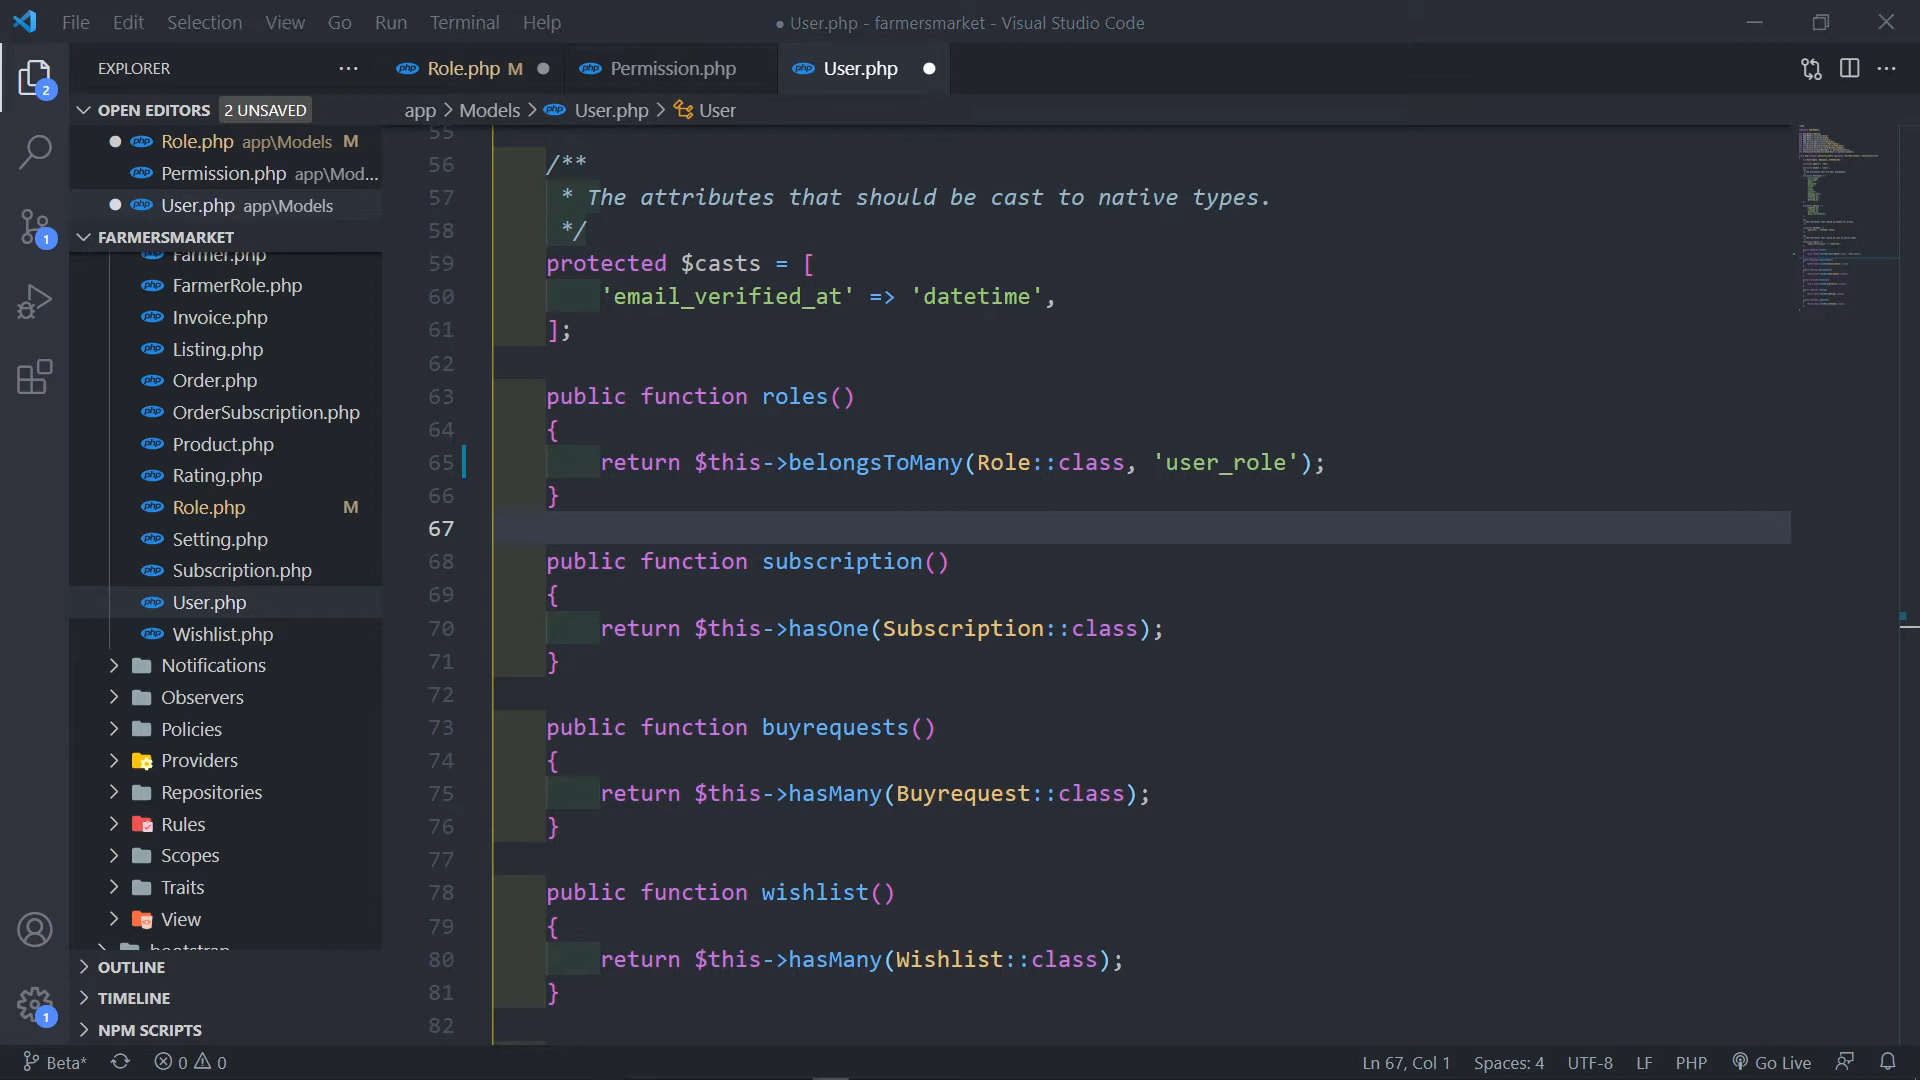 File Edit Selection View Go Run Terminal Help
● User.php - farmersmarket - Visual Studio Code
EXPLORER
Role.php M
Permission.php
User.php
OPEN EDITORS 2 UNSAVED
Role.php app\Models M
Permission.php app\Mod...
User.php app\Models
FARMERSMARKET
Farmer.php
FarmerRole.php
Invoice.php
Listing.php
Order.php
OrderSubscription.php
Product.php
Rating.php
Role.php M
Setting.php
Subscription.php
User.php
Wishlist.php
Notifications
Observers
Policies
Providers
Repositories
Rules
Scopes
Traits
View
bootstrap
OUTLINE
TIMELINE
NPM SCRIPTS
app > Models > User.php > User
55
56 /**
57 * The attributes that should be cast to native types.
58 */
59 protected $casts = [
60 'email_verified_at' => 'datetime',
61 ];
62
63 public function roles()
64 {
65 return $this->belongsToMany(Role::class, 'user_role');
66 }
67
68 public function subscription()
69 {
70 return $this->hasOne(Subscription::class);
71 }
72
73 public function buyrequests()
74 {
75 return $this->hasMany(Buyrequest::class);
76 }
77
78 public function wishlist()
79 {
80 return $this->hasMany(Wishlist::class);
81 }
82
2
1
1
Beta* 0 0
Ln 67, Col 1 Spaces: 4 UTF-8 LF PHP Go Live